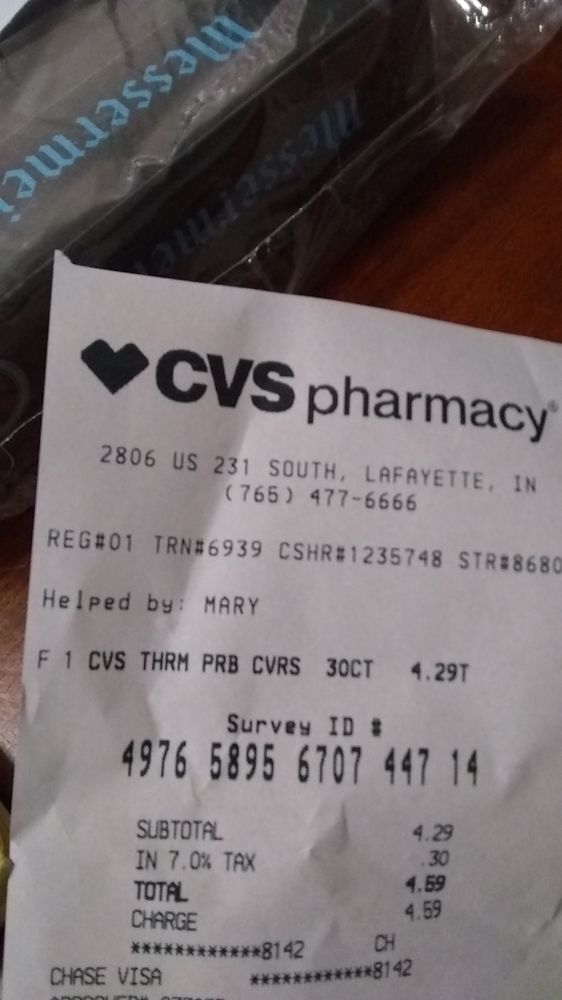 Messermei
Messermei
CVS pharmacy®
2806 US 231 SOUTH, LAFAYETTE, IN
(765) 477-6666
REG#01 TRN#6939 CSHR#1235748 STR#8680
Helped by: MARY
F 1 CVS THRM PRB CVRS 30CT 4.29T
Survey ID #
4976 5895 6707 447 14
SUBTOTAL 4.29
IN 7.0% TAX .30
TOTAL 4.59
CHARGE 4.59
************8142 CH
CHASE VISA ************8142